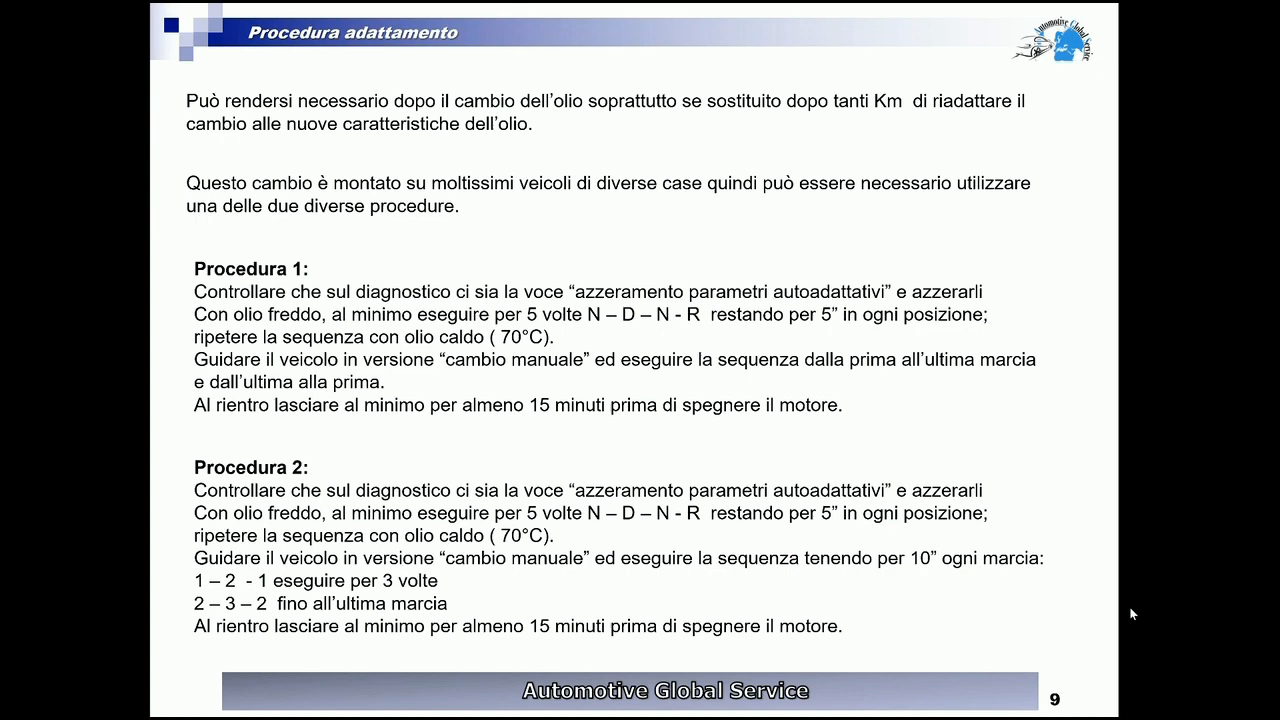 Procedura adattamento
Automotive Global Service
Può rendersi necessario dopo il cambio dell’olio soprattutto se sostituito dopo tanti Km di riadattare il
cambio alle nuove caratteristiche dell’olio.
Questo cambio è montato su moltissimi veicoli di diverse case quindi può essere necessario utilizzare
una delle due diverse procedure.
Procedura 1:
Controllare che sul diagnostico ci sia la voce “azzeramento parametri autoadattativi” e azzerarli
Con olio freddo, al minimo eseguire per 5 volte N – D – N - R restando per 5” in ogni posizione;
ripetere la sequenza con olio caldo ( 70°C).
Guidare il veicolo in versione “cambio manuale” ed eseguire la sequenza dalla prima all’ultima marcia
e dall’ultima alla prima.
Al rientro lasciare al minimo per almeno 15 minuti prima di spegnere il motore.
Procedura 2:
Controllare che sul diagnostico ci sia la voce “azzeramento parametri autoadattativi” e azzerarli
Con olio freddo, al minimo eseguire per 5 volte N – D – N - R restando per 5” in ogni posizione;
ripetere la sequenza con olio caldo ( 70°C).
Guidare il veicolo in versione “cambio manuale” ed eseguire la sequenza tenendo per 10” ogni marcia:
1 – 2 - 1 eseguire per 3 volte
2 – 3 – 2 fino all’ultima marcia
Al rientro lasciare al minimo per almeno 15 minuti prima di spegnere il motore.
Automotive Global Service
9